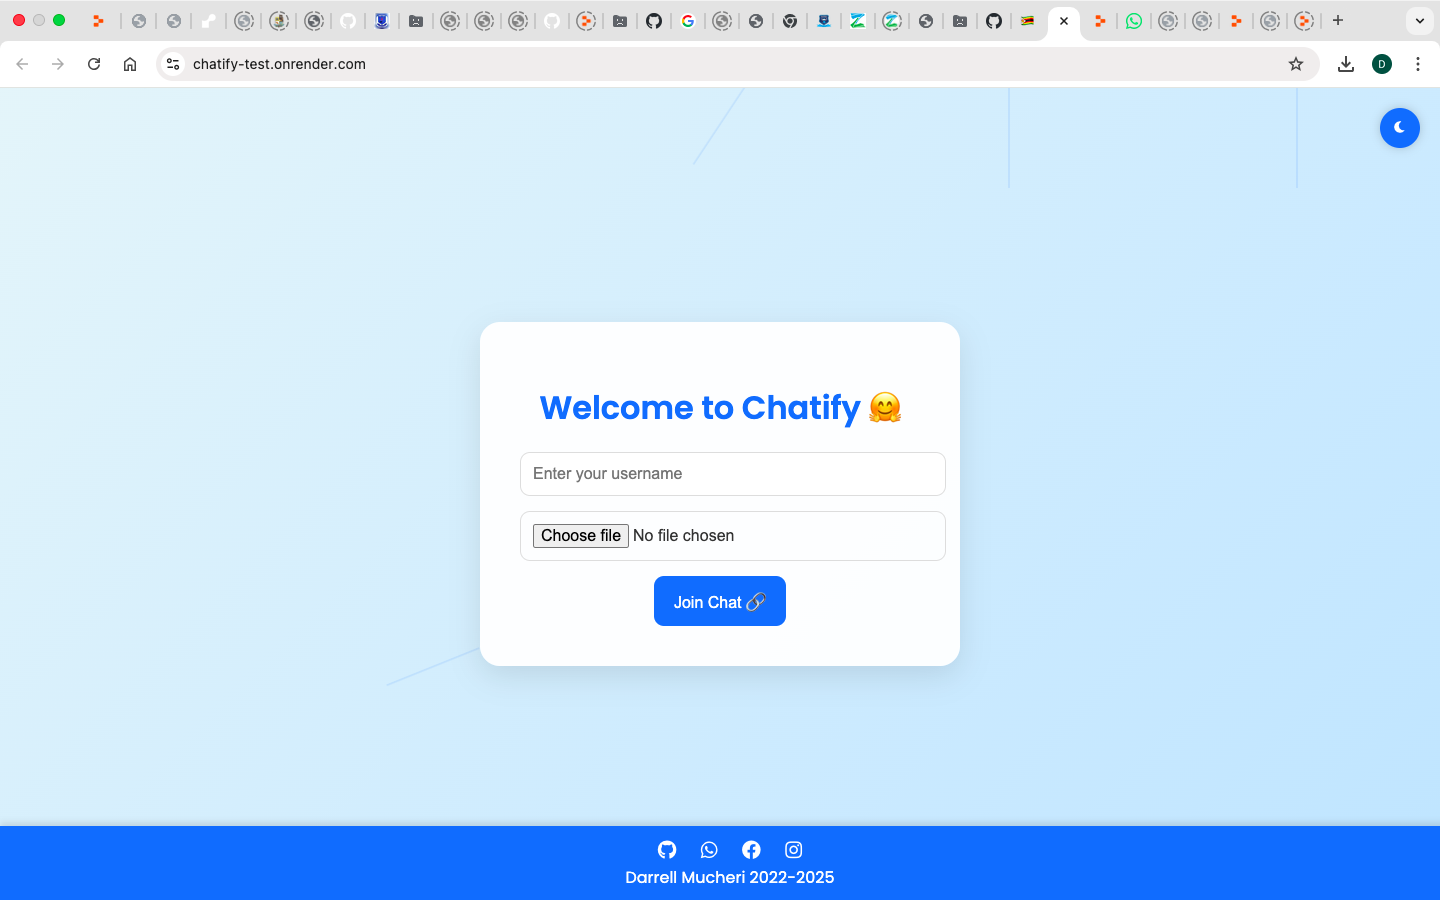 chatify-test.onrender.com
D
Welcome to Chatify 🤗
Enter your username
Choose file No file chosen
Join Chat 🔗
Darrell Mucheri 2022-2025